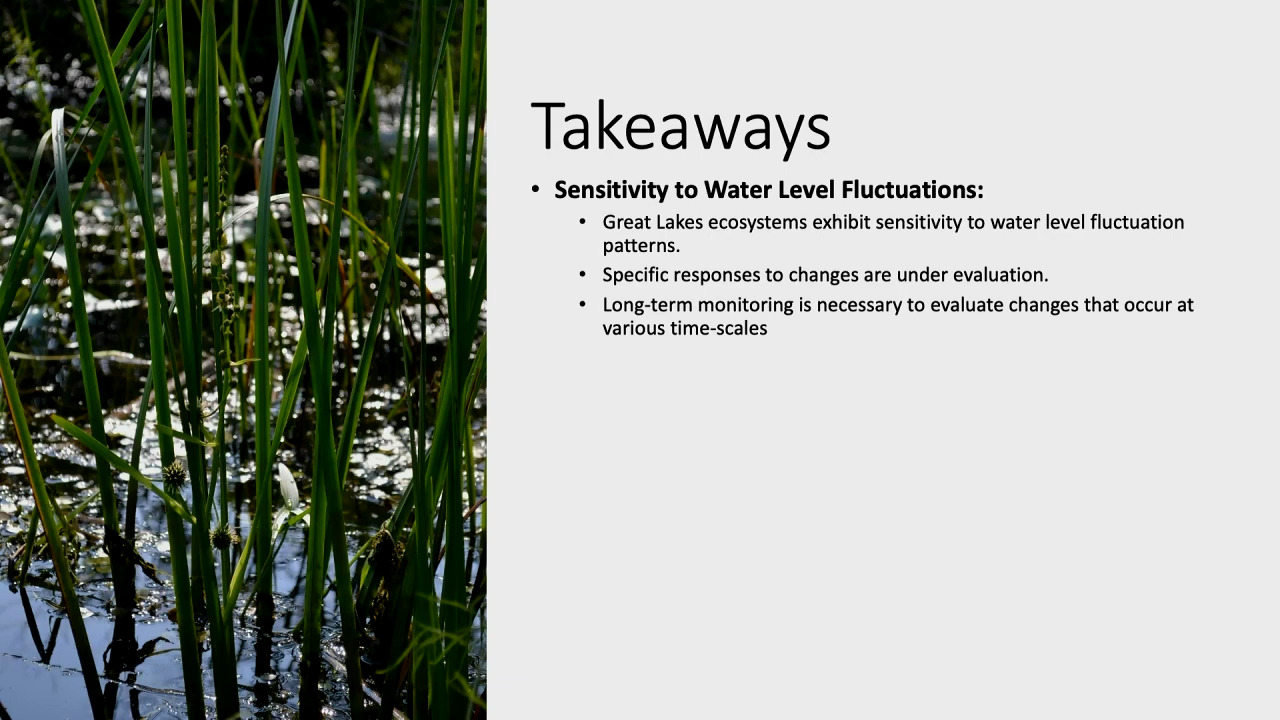 Takeaways
• Sensitivity to Water Level Fluctuations:
• Great Lakes ecosystems exhibit sensitivity to water level fluctuation
patterns.
• Specific responses to changes are under evaluation.
• Long-term monitoring is necessary to evaluate changes that occur at
various time-scales